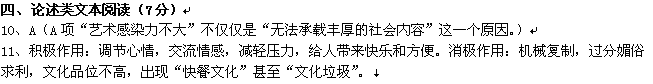 四、论述类文本阅读（7分）
10、A（A项“艺术感染力不大”不仅仅是“无法承载丰厚的社会内容”这一个原因。）
11、积极作用：调节心情，交流情感，减轻压力，给人带来快乐和方便。消极作用：机械复制，过分媚俗
求利，文化品位不高，出现“快餐文化”甚至“文化垃圾”。↓